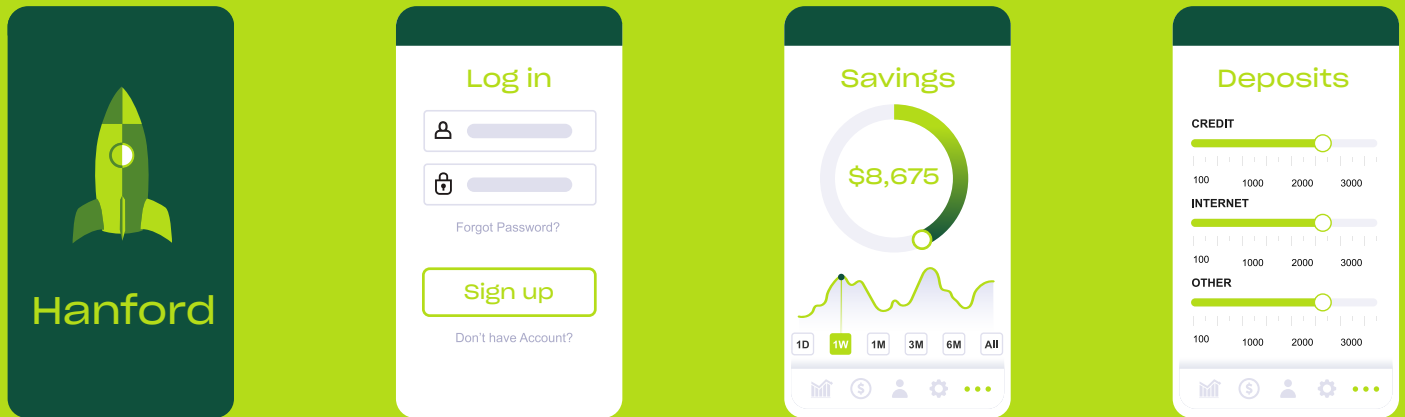 Hanford
Log in
Forgot Password?
Sign up
Don't have Account?
Savings
$8,675
1D 1W 1M 3M 6M All
$
Deposits
CREDIT
100 1000 2000 3000
INTERNET
100 1000 2000 3000
OTHER
100 1000 2000 3000
$